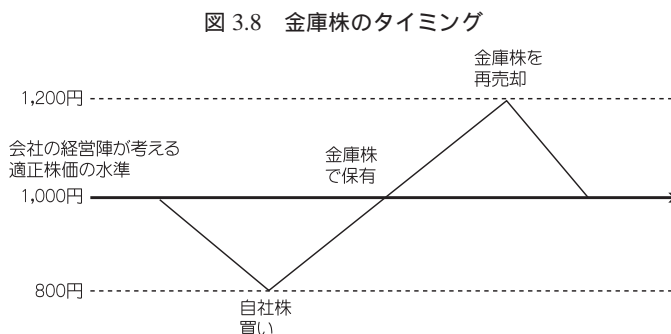 図 3.8　金庫株のタイミング
金庫株を
再売却
1,200円
会社の経営陣が考える
適正株価の水準
金庫株
で保有
1,000円
800円
自社株
買い